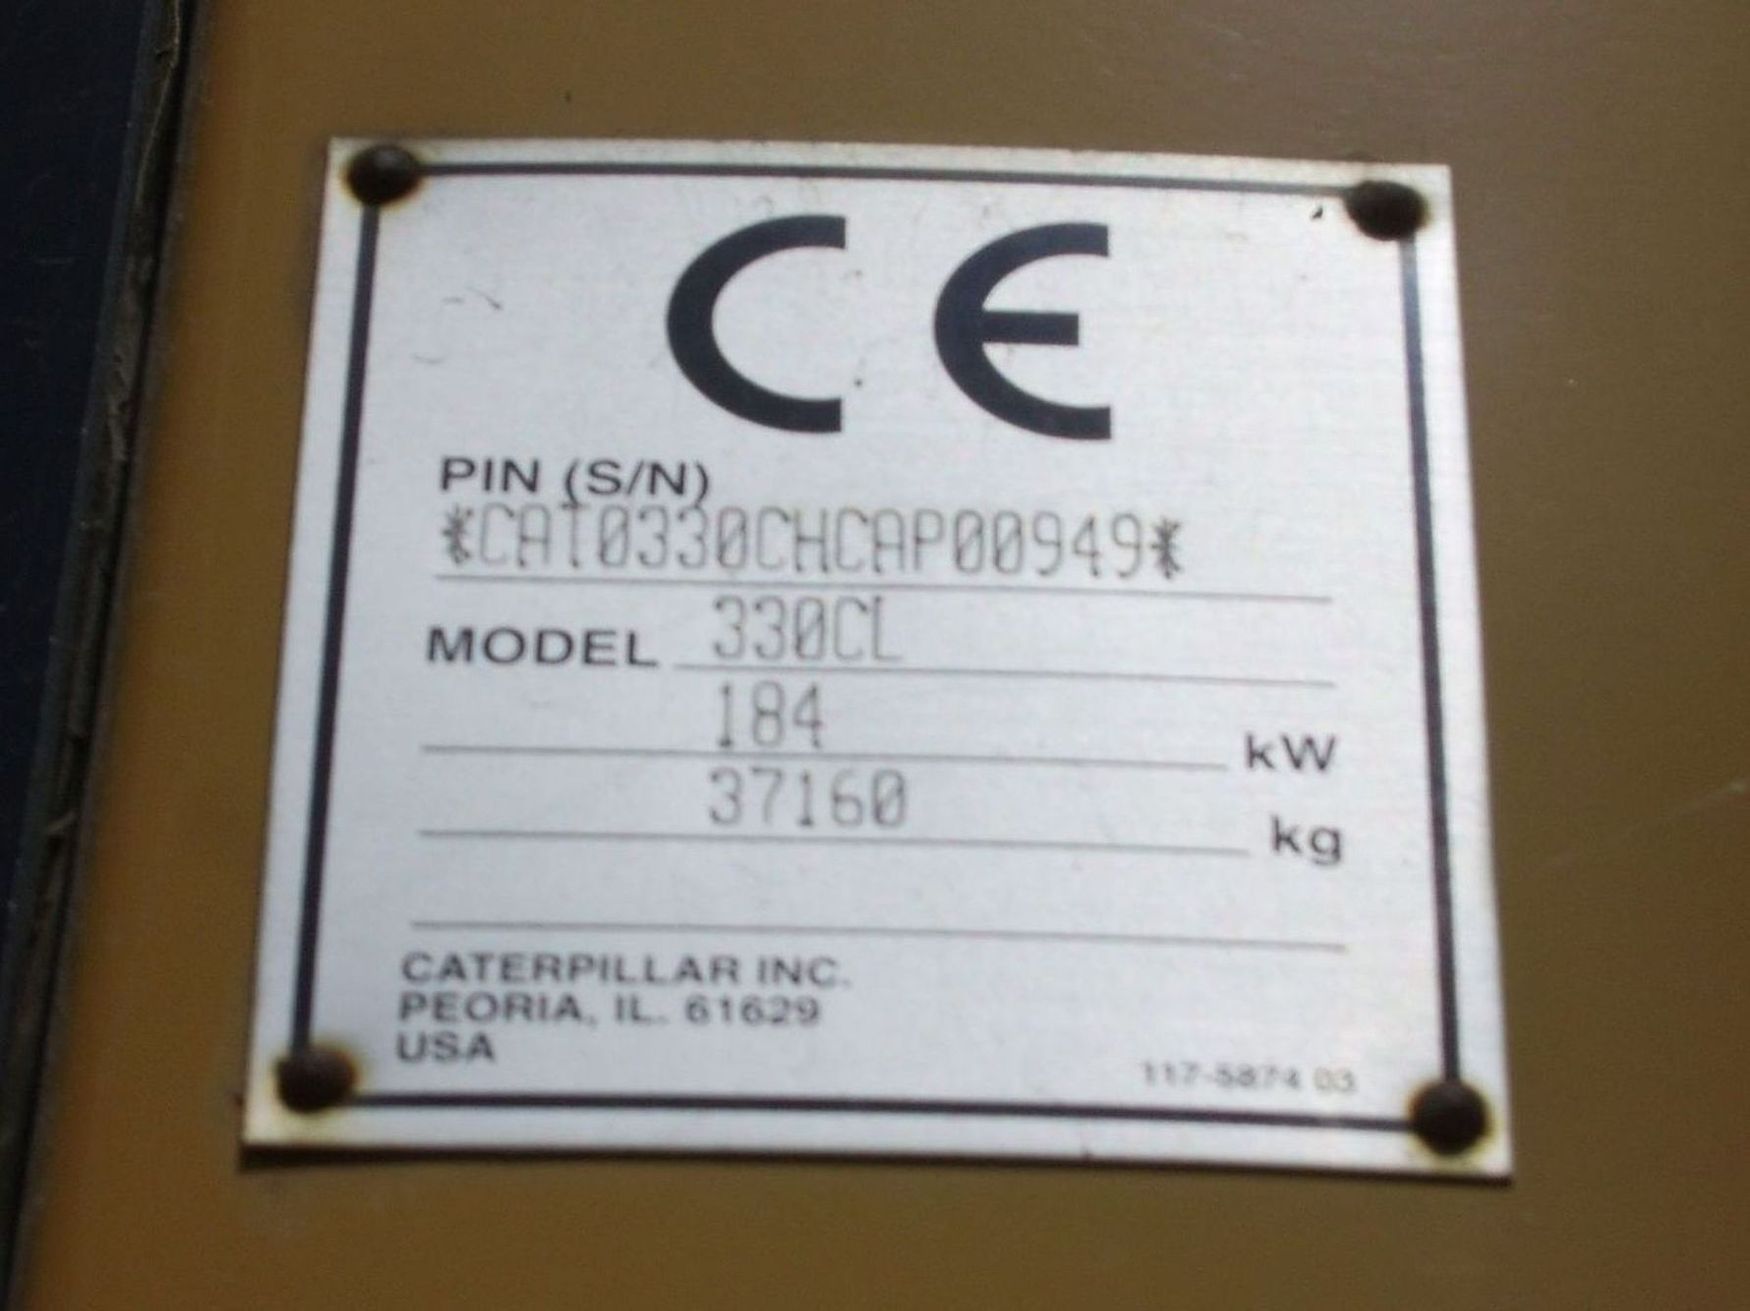 CE
PIN (S/N)
*CAT0330CHCAP00949*
MODEL 330CL
184 kW
37160 kg
CATERPILLAR INC.
PEORIA, IL. 61629
USA
117-5874 03